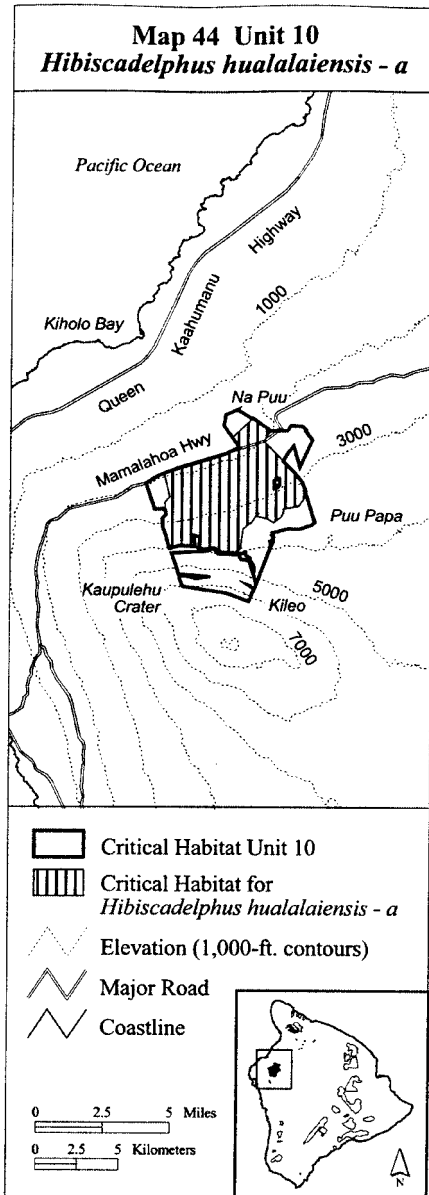 Map 44 Unit 10
Hibiscadelphus hualalaiensis - a
Pacific Ocean
Highway
Kaahumanu
1000
Kiholo Bay
Queen
Na Puu
3000
Mamalahoa Hwy
Puu Papa
Kaupulehu
Crater
Kileo
5000
7000
Critical Habitat Unit 10
Critical Habitat for
Hibiscadelphus hualalaiensis - a
Elevation (1,000-ft. contours)
Major Road
Coastline
0 2.5 5 Miles
0 2.5 5 Kilometers
N